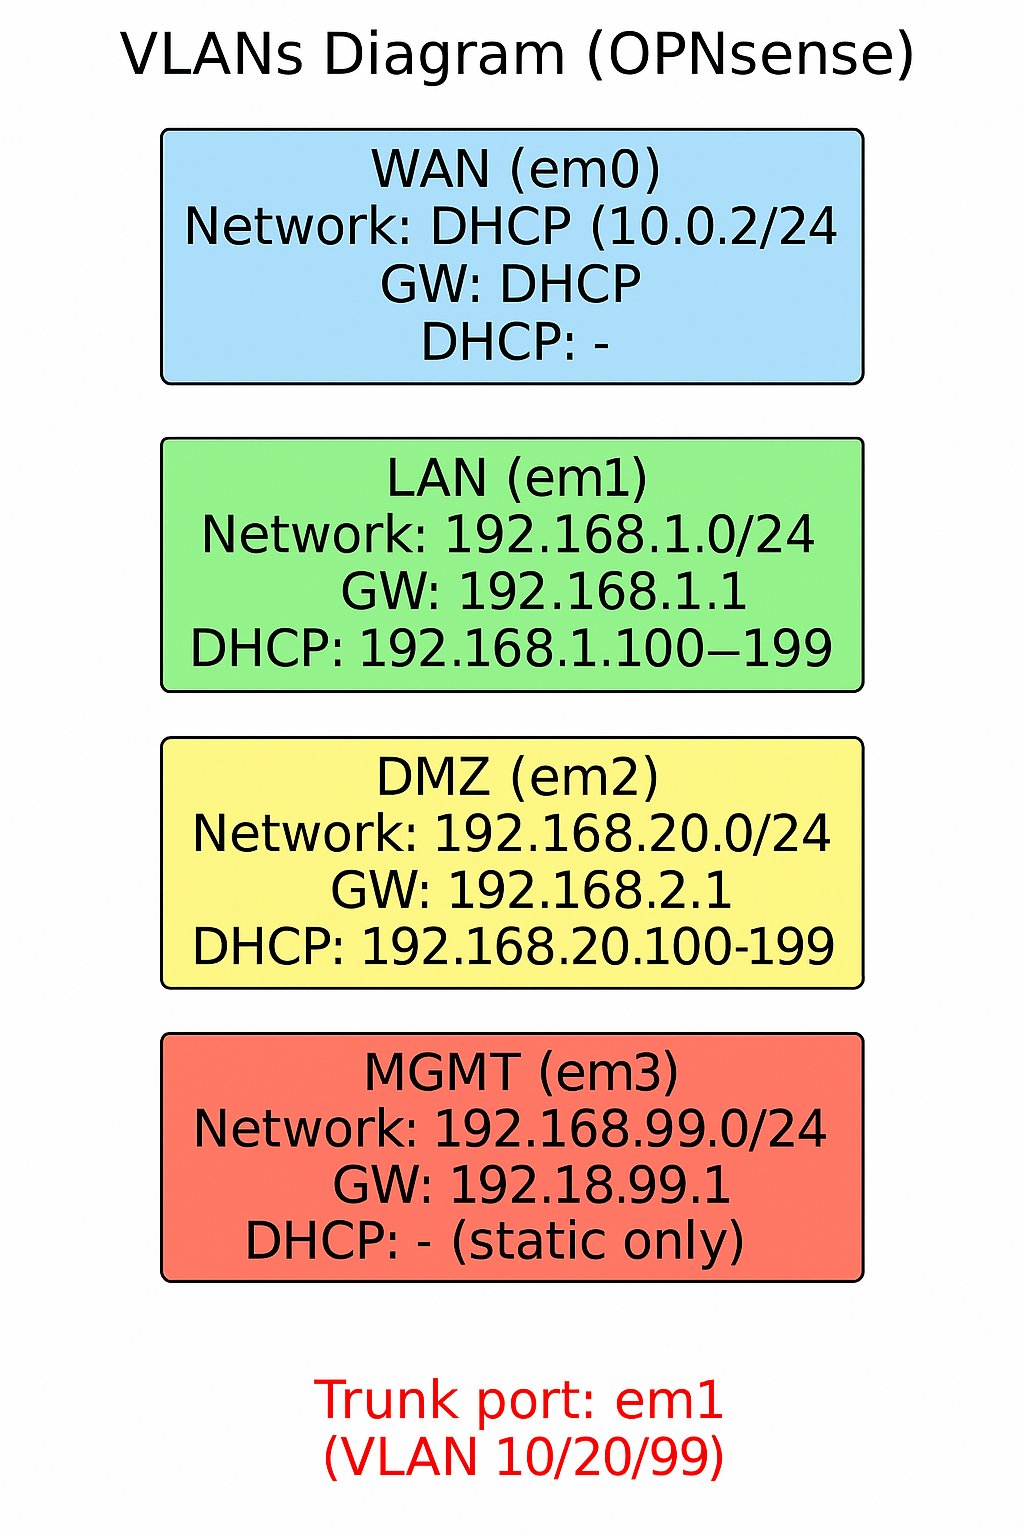 VLANs Diagram (OPNsense)
WAN (em0)
Network: DHCP (10.0.2/24
GW: DHCP
DHCP: -
LAN (em1)
Network: 192.168.1.0/24
GW: 192.168.1.1
DHCP: 192.168.1.100–199
DMZ (em2)
Network: 192.168.20.0/24
GW: 192.168.2.1
DHCP: 192.168.20.100-199
MGMT (em3)
Network: 192.168.99.0/24
GW: 192.18.99.1
DHCP: - (static only)
Trunk port: em1
(VLAN 10/20/99)